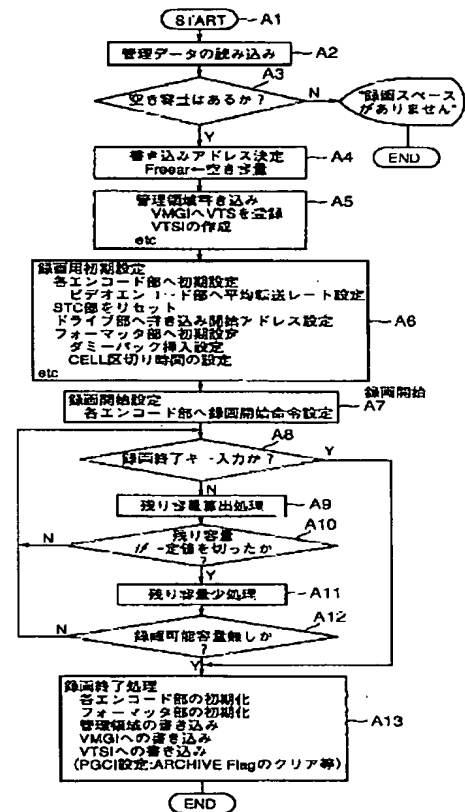 START A1
管理データの読み込み A2
A3
空き容量はあるか? N "録画スペース
がありません"
Y END
書き込みアドレス決定 A4
Freear←空き容量
管理領域書き込み A5
VMGIへVTSを登録
VTSIの作成
etc
録画用初期設定
各エンコード部へ初期設定
ビデオエンコード部へ平均転送レート設定
STC部をリセット
ドライブ部へ書き込み開始アドレス設定 A6
フォーマッタ部へ初期設定
ダミーパック挿入設定
CELL区切り時間の設定
etc
録画開始
録画開始設定 A7
各エンコード部へ録画開始命令設定
A8
録画終了キー入力か? Y
N
残り容量算出処理 A9
A10
残り容量
N が一定値を切ったか
?
Y
残り容量少処理 A11
A12
N 録画可能容量無しか
?
Y
録画終了処理
各エンコード部の初期化
フォーマッタ部の初期化
管理領域の書き込み A13
VMGIへの書き込み
VTSIへの書き込み
(PGCI設定:ARCHIVE Flagのクリア等)
END